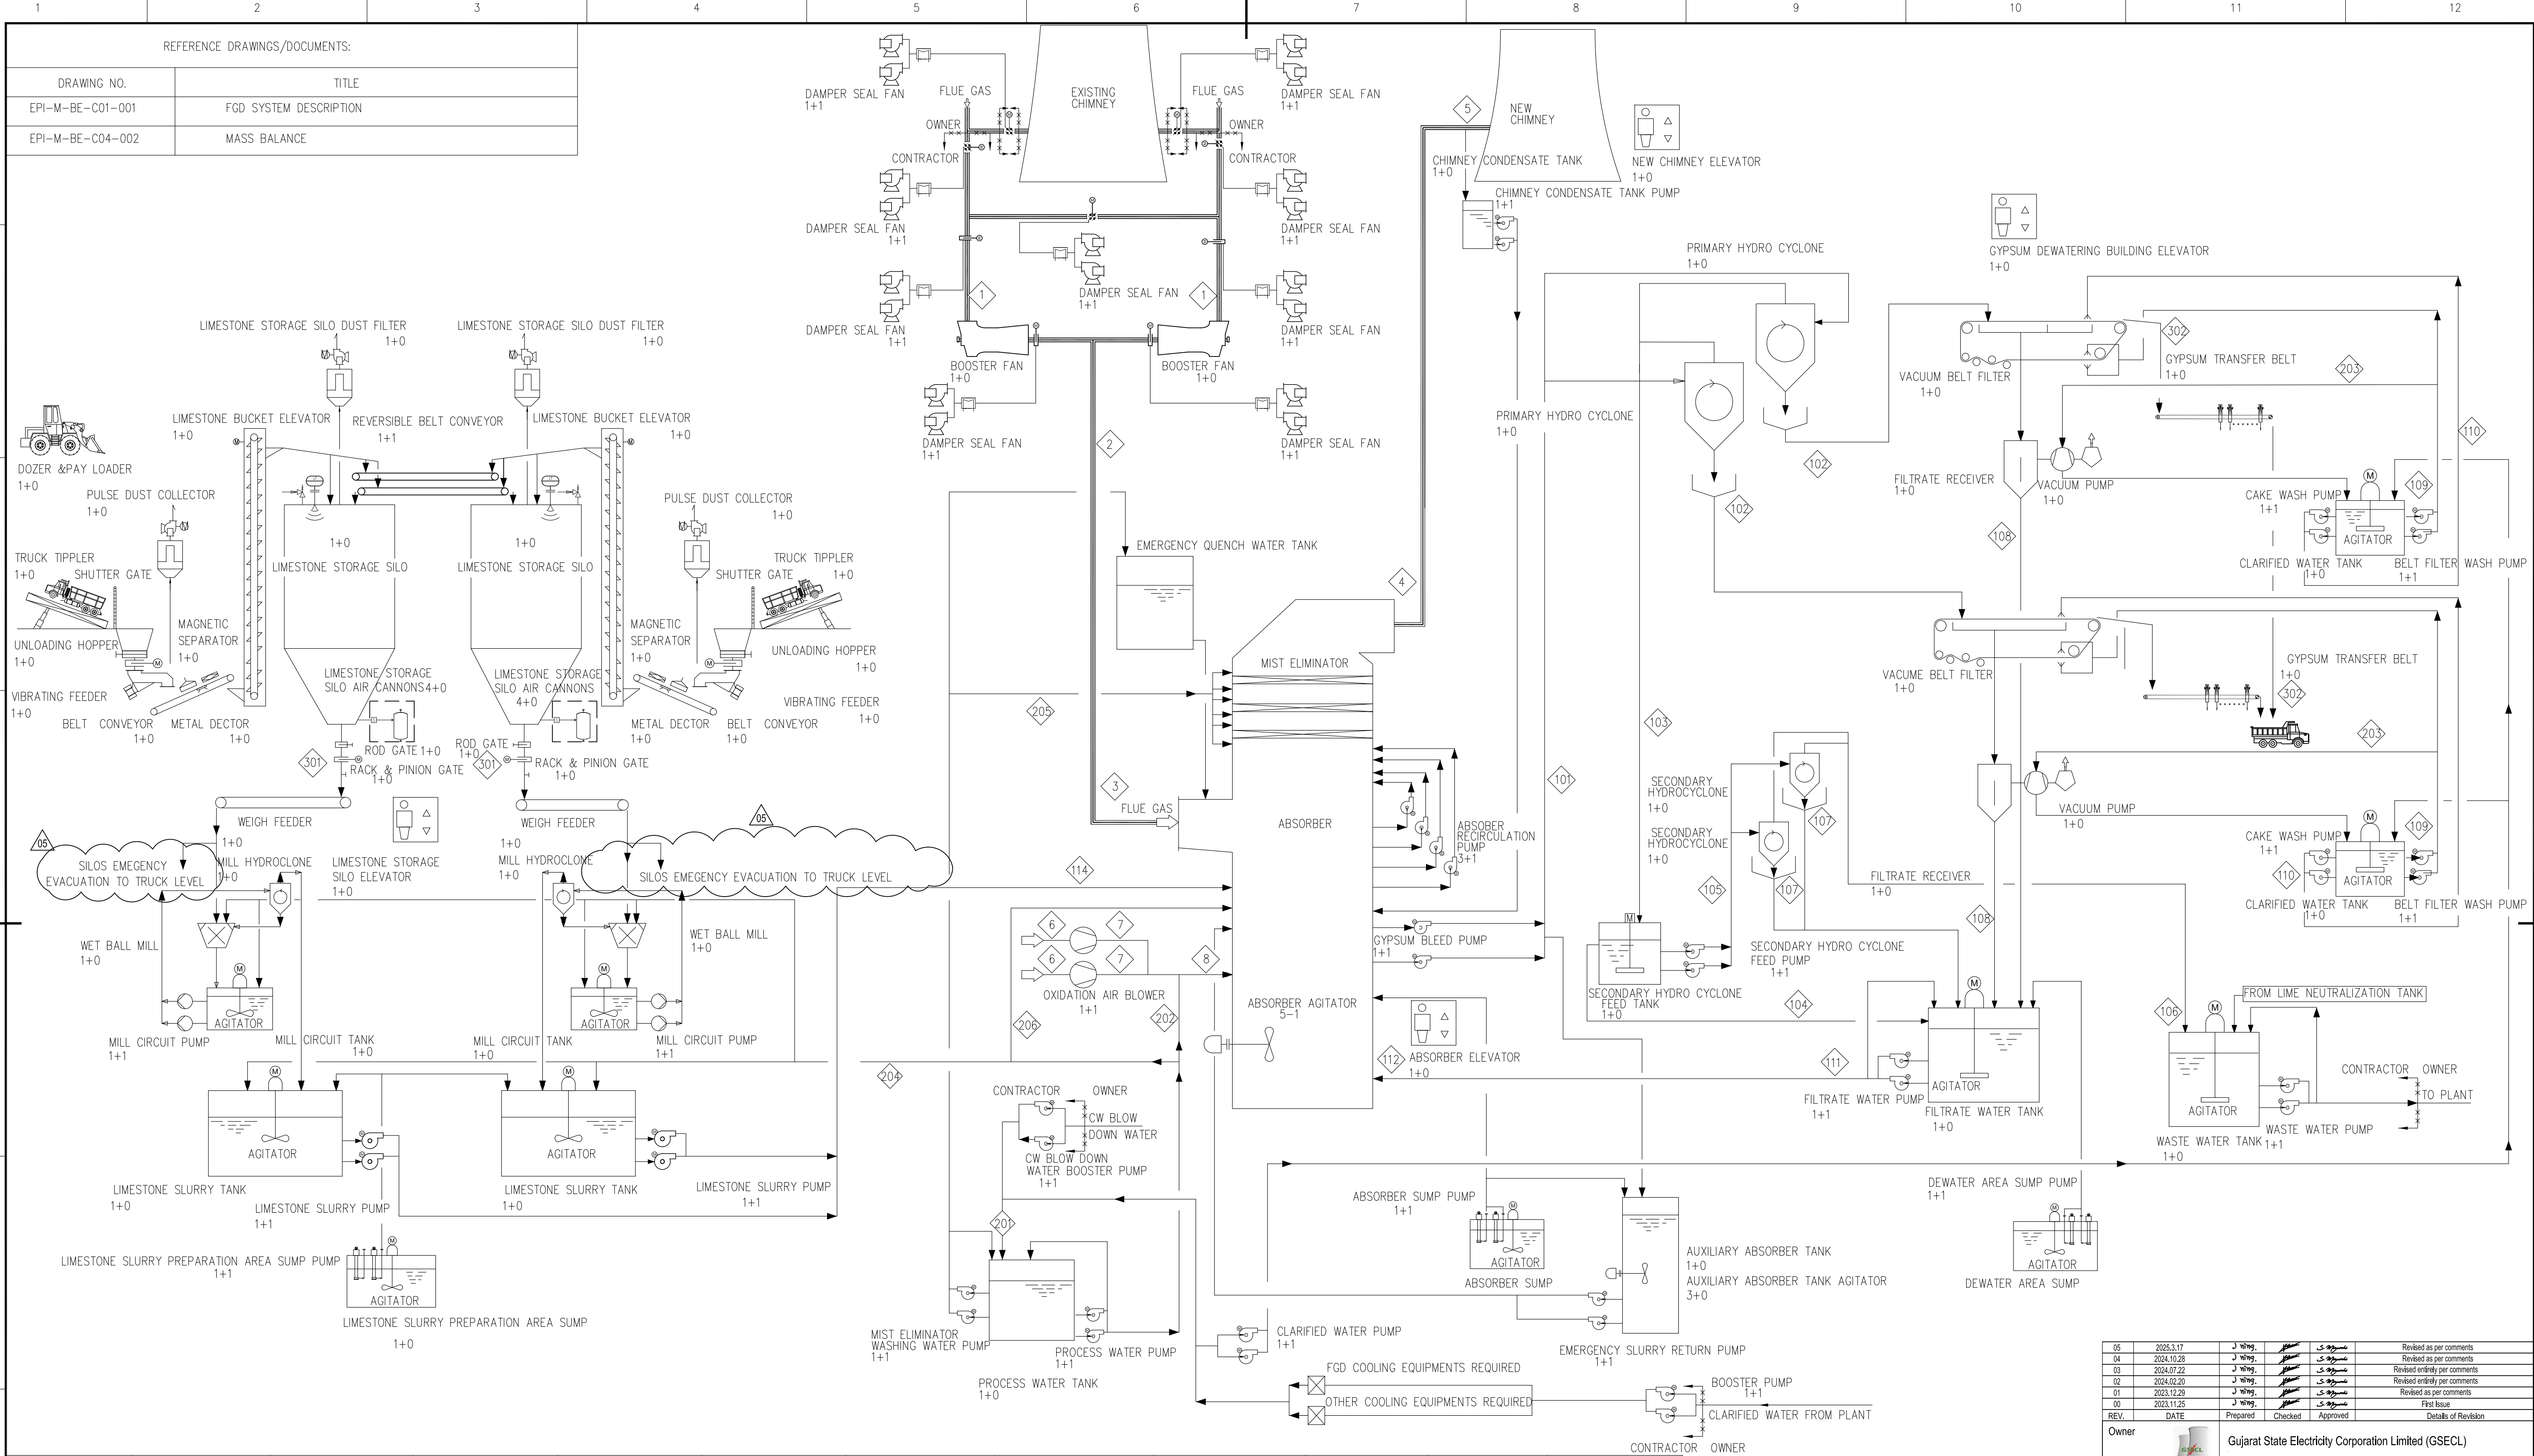 1 2 3 4 5 6 7 8 9 10 11 12
REFERENCE DRAWINGS/DOCUMENTS:
DRAWING NO. TITLE
EPI-M-BE-C01-001 FGD SYSTEM DESCRIPTION
EPI-M-BE-C04-002 MASS BALANCE
DAMPER SEAL FAN
1+1
FLUE GAS
EXISTING
CHIMNEY
FLUE GAS
DAMPER SEAL FAN
1+1
OWNER
CONTRACTOR
OWNER
CONTRACTOR
DAMPER SEAL FAN
1+1
DAMPER SEAL FAN
1+1
DAMPER SEAL FAN
1+1
1
1
DAMPER SEAL FAN
1+1
DAMPER SEAL FAN
1+1
BOOSTER FAN
1+0
BOOSTER FAN
1+0
DAMPER SEAL FAN
1+1
DAMPER SEAL FAN
1+1
2
5
NEW
CHIMNEY
CHIMNEY CONDENSATE TANK
1+0
CHIMNEY CONDENSATE TANK PUMP
1+1
NEW CHIMNEY ELEVATOR
1+0
GYPSUM DEWATERING BUILDING ELEVATOR
1+0
PRIMARY HYDRO CYCLONE
1+0
PRIMARY HYDRO CYCLONE
1+0
102
102
VACUUM BELT FILTER
1+0
302
GYPSUM TRANSFER BELT
1+0
203
110
FILTRATE RECEIVER
1+0
VACUUM PUMP
1+0
CAKE WASH PUMP
1+1
M
109
AGITATOR
CLARIFIED WATER TANK
1+0
BELT FILTER WASH PUMP
1+1
108
LIMESTONE STORAGE SILO DUST FILTER
1+0
LIMESTONE STORAGE SILO DUST FILTER
1+0
M
M
LIMESTONE BUCKET ELEVATOR
1+0
REVERSIBLE BELT CONVEYOR
1+1
LIMESTONE BUCKET ELEVATOR
1+0
DOZER &PAY LOADER
1+0
PULSE DUST COLLECTOR
1+0
PULSE DUST COLLECTOR
1+0
TRUCK TIPPLER
1+0
SHUTTER GATE
1+0
LIMESTONE STORAGE SILO
1+0
LIMESTONE STORAGE SILO
TRUCK TIPPLER
1+0
SHUTTER GATE
UNLOADING HOPPER
1+0
MAGNETIC
SEPARATOR
1+0
MAGNETIC
SEPARATOR
1+0
UNLOADING HOPPER
1+0
VIBRATING FEEDER
1+0
LIMESTONE STORAGE
SILO AIR CANNONS4+0
LIMESTONE STORAGE
SILO AIR CANNONS
4+0
VIBRATING FEEDER
1+0
BELT CONVEYOR
1+0
METAL DECTOR
1+0
METAL DECTOR
1+0
BELT CONVEYOR
1+0
ROD GATE 1+0
ROD GATE
1+0
301
RACK & PINION GATE
1+0
301
RACK & PINION GATE
1+0
WEIGH FEEDER
1+0
WEIGH FEEDER
1+0
05
SILOS EMEGENCY
EVACUATION TO TRUCK LEVEL
05
SILOS EMEGENCY EVACUATION TO TRUCK LEVEL
MILL HYDROCLONE
1+0
LIMESTONE STORAGE
SILO ELEVATOR
1+0
MILL HYDROCLONE
1+0
WET BALL MILL
1+0
WET BALL MILL
1+0
M
AGITATOR
M
AGITATOR
MILL CIRCUIT PUMP
1+1
MILL CIRCUIT TANK
1+0
MILL CIRCUIT TANK
1+0
MILL CIRCUIT PUMP
1+1
M
AGITATOR
M
AGITATOR
LIMESTONE SLURRY TANK
1+0
LIMESTONE SLURRY PUMP
1+1
LIMESTONE SLURRY TANK
1+0
LIMESTONE SLURRY PUMP
1+1
LIMESTONE SLURRY PREPARATION AREA SUMP PUMP
1+1
M
AGITATOR
LIMESTONE SLURRY PREPARATION AREA SUMP
1+0
EMERGENCY QUENCH WATER TANK
4
MIST ELIMINATOR
205
3
FLUE GAS
ABSORBER
ABSOBER
RECIRCULATION
PUMP
3+1
101
103
114
6
7
6
7
8
OXIDATION AIR BLOWER
1+1
202
206
204
ABSORBER AGITATOR
5-1
GYPSUM BLEED PUMP
1+1
112
ABSORBER ELEVATOR
1+0
SECONDARY
HYDROCYCLONE
1+0
SECONDARY
HYDROCYCLONE
1+0
107
107
105
M
SECONDARY HYDRO CYCLONE
FEED PUMP
1+1
SECONDARY HYDRO CYCLONE
FEED TANK
1+0
104
VACUME BELT FILTER
1+0
GYPSUM TRANSFER BELT
1+0
302
203
VACUUM PUMP
1+0
FILTRATE RECEIVER
1+0
CAKE WASH PUMP
1+1
M
109
110
AGITATOR
CLARIFIED WATER TANK
1+0
BELT FILTER WASH PUMP
1+1
108
111
M
AGITATOR
FILTRATE WATER PUMP
1+1
FILTRATE WATER TANK
1+0
FROM LIME NEUTRALIZATION TANK
106
M
AGITATOR
CONTRACTOR OWNER
TO PLANT
WASTE WATER PUMP
1+1
WASTE WATER TANK
1+0
CONTRACTOR OWNER
CW BLOW
DOWN WATER
CW BLOW DOWN
WATER BOOSTER PUMP
1+1
201
MIST ELIMINATOR
WASHING WATER PUMP
1+1
PROCESS WATER PUMP
1+1
PROCESS WATER TANK
1+0
CLARIFIED WATER PUMP
1+1
ABSORBER SUMP PUMP
1+1
M
AGITATOR
ABSORBER SUMP
AUXILIARY ABSORBER TANK
1+0
AUXILIARY ABSORBER TANK AGITATOR
3+0
EMERGENCY SLURRY RETURN PUMP
1+1
DEWATER AREA SUMP PUMP
1+1
M
AGITATOR
DEWATER AREA SUMP
FGD COOLING EQUIPMENTS REQUIRED
OTHER COOLING EQUIPMENTS REQUIRED
BOOSTER PUMP
1+1
CLARIFIED WATER FROM PLANT
CONTRACTOR OWNER
05 2025.3.17 J ning. Revised as per comments
04 2024.10.28 J ning. Revised as per comments
03 2024.07.22 J ning. Revised entirely per comments
02 2024.02.20 J ning. Revised entirely per comments
01 2023.12.29 J ning. Revised as per comments
00 2023.11.25 J ning. First Issue
REV. DATE Prepared Checked Approved Details of Revision
Owner
GSECL
Gujarat State Electricity Corporation Limited (GSECL)